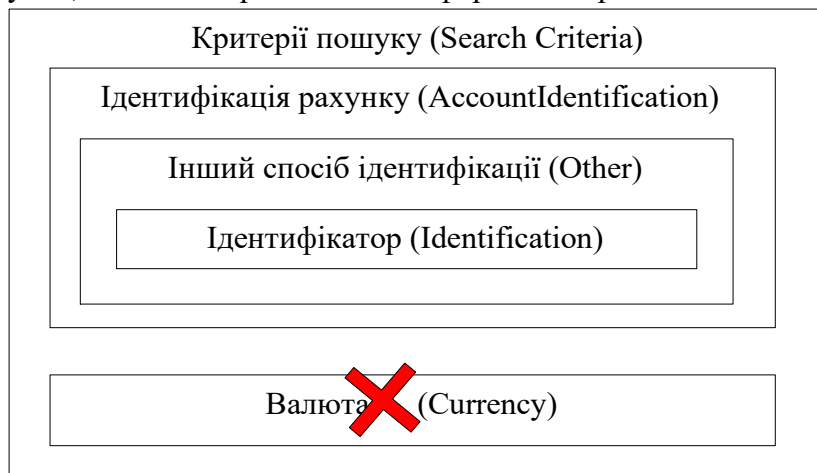 Критерії пошуку (Search Criteria)
Ідентифікація рахунку (AccountIdentification)
Інший спосіб ідентифікації (Other)
Ідентифікатор (Identification)
Валюта (Currency)